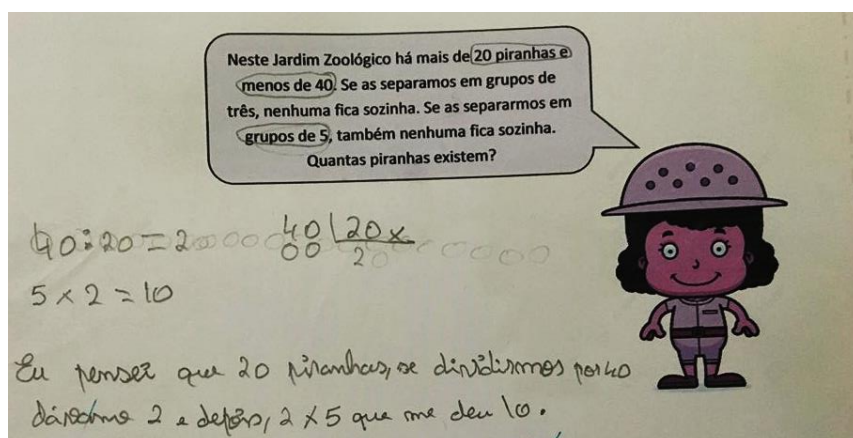 Neste Jardim Zoológico há mais de 20 piranhas e
menos de 40. Se as separamos em grupos de
três, nenhuma fica sozinha. Se as separarmos em
grupos de 5, também nenhuma fica sozinha.
Quantas piranhas existem?
40:20=2
40 20 x
00 2
5 x 2 = 10
Eu pensei que 20 piranhas, se dividirmos por 40
2 e depois, 2 x 5 que me deu 10.